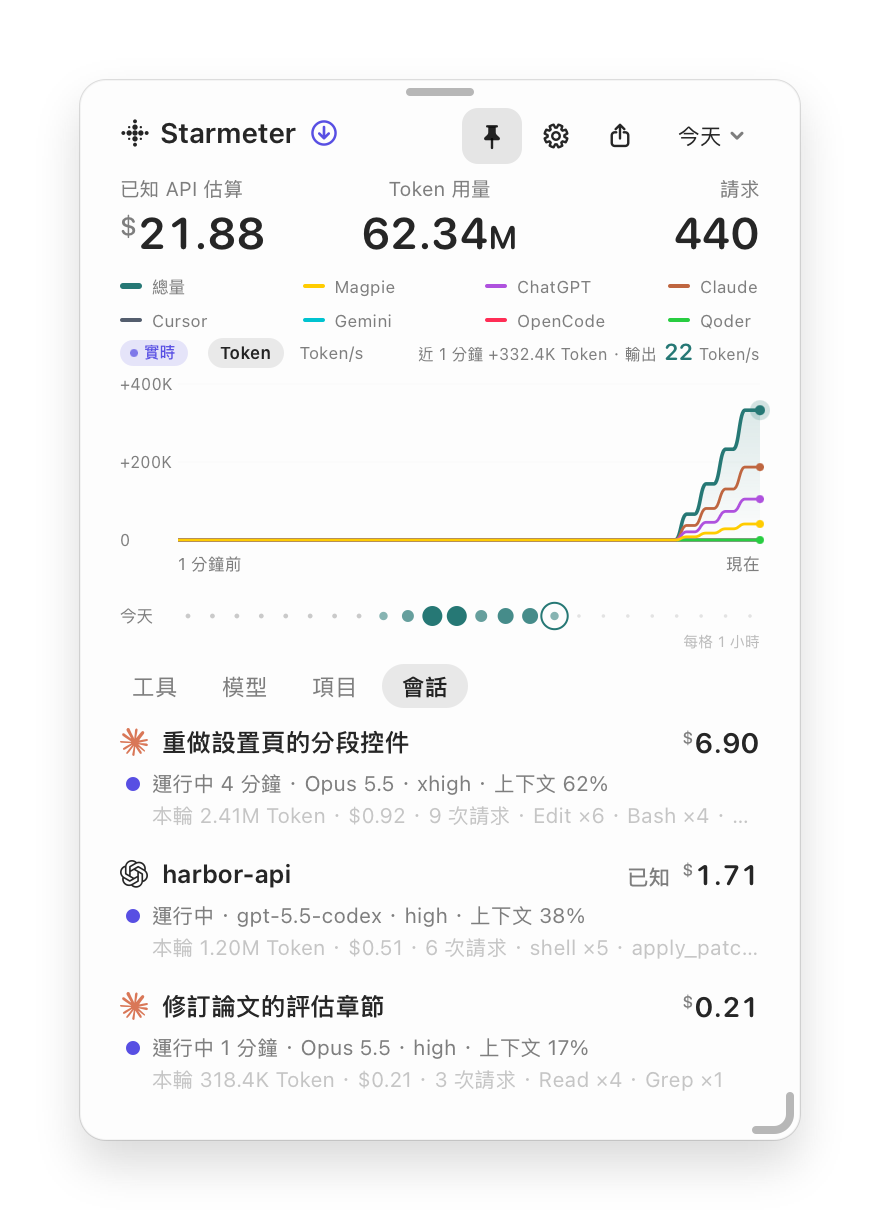 Starmeter 今天
已知 API 估算 Token 用量 請求
$21.88 62.34M 440
總量 Magpie ChatGPT Claude
Cursor Gemini OpenCode Qoder
實時 Token Token/s 近 1 分鐘 +332.4K Token · 輸出 22 Token/s
+400K
+200K
0
1 分鐘前 現在
今天
每格 1 小時
工具 模型 項目 會話
重做設置頁的分段控件 $6.90
運行中 4 分鐘 · Opus 5.5 · xhigh · 上下文 62%
本輪 2.41M Token · $0.92 · 9 次請求 · Edit ×6 · Bash ×4 · ...
harbor-api 已知 $1.71
運行中 · gpt-5.5-codex · high · 上下文 38%
本輪 1.20M Token · $0.51 · 6 次請求 · shell ×5 · apply_patc...
修訂論文的評估章節 $0.21
運行中 1 分鐘 · Opus 5.5 · high · 上下文 17%
本輪 318.4K Token · $0.21 · 3 次請求 · Read ×4 · Grep ×1